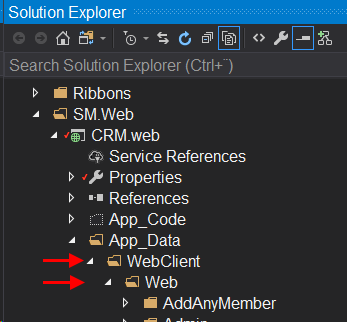 Solution Explorer
Search Solution Explorer (Ctrl+¨)
Ribbons
SM.Web
CRM.web
Service References
Properties
References
App_Code
App_Data
WebClient
Web
AddAnyMember
Admin